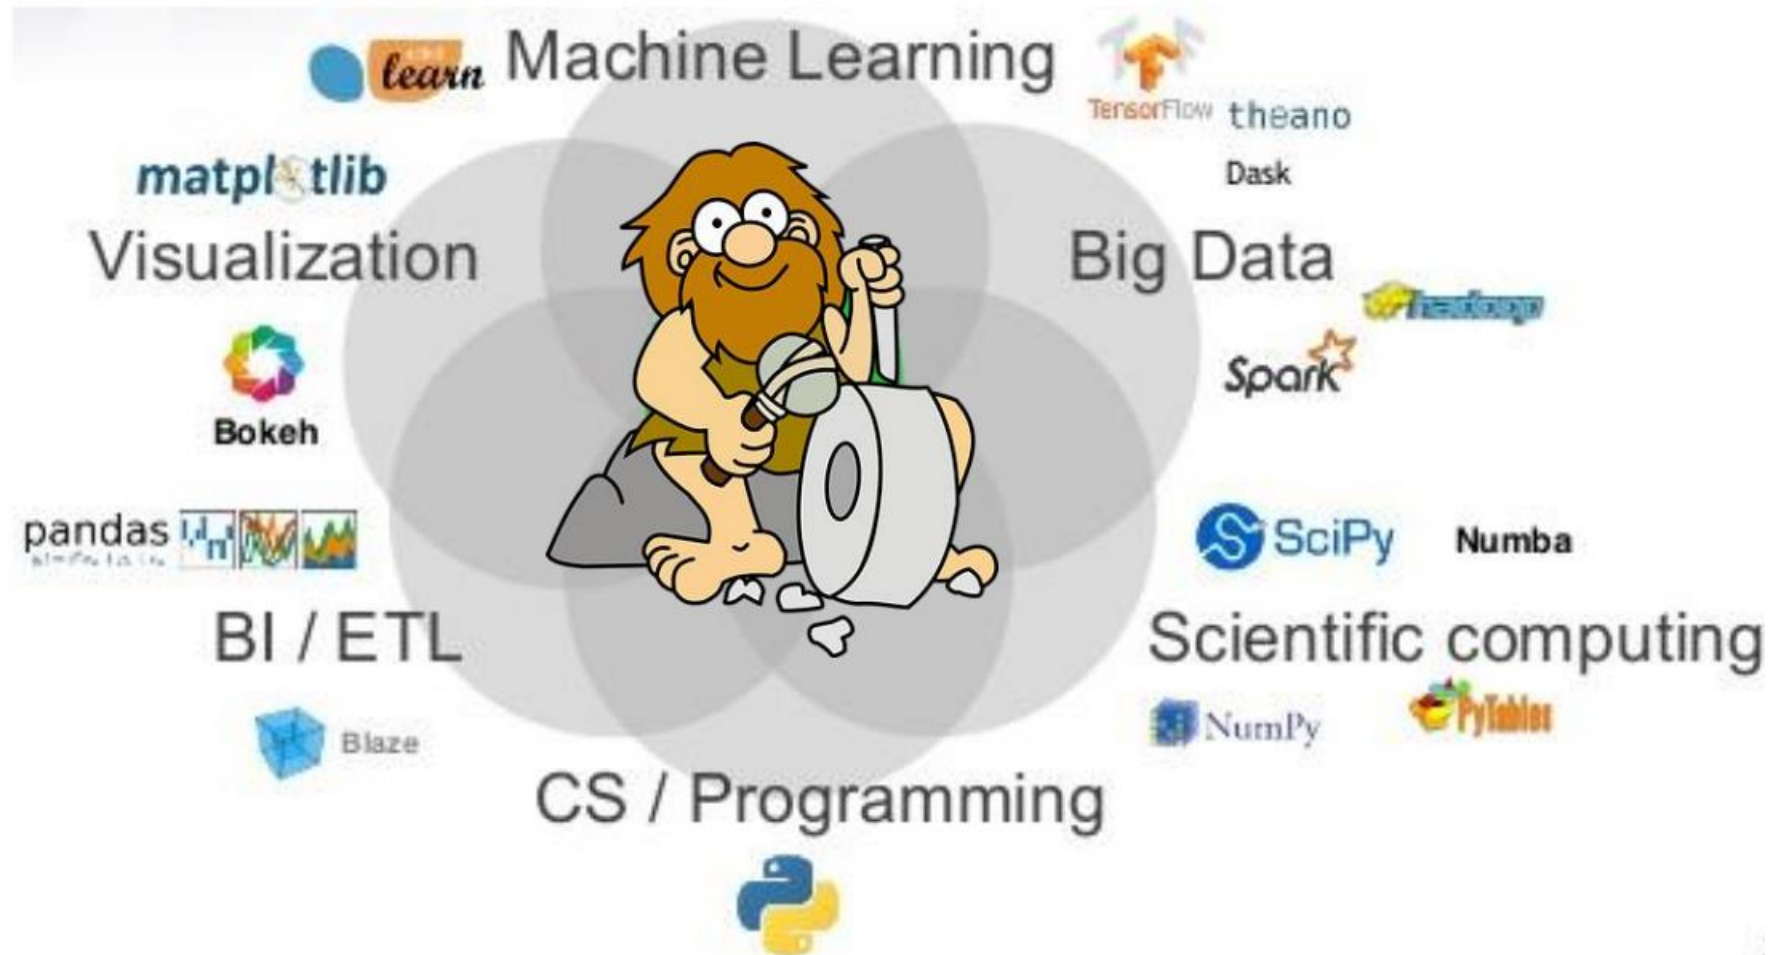 learn Machine Learning TensorFlow theano
matplotlib Dask
Visualization Big Data
hadoop
Spark
Bokeh
pandas SciPy Numba
BI / ETL Scientific computing
NumPy PyTables
Blaze
CS / Programming